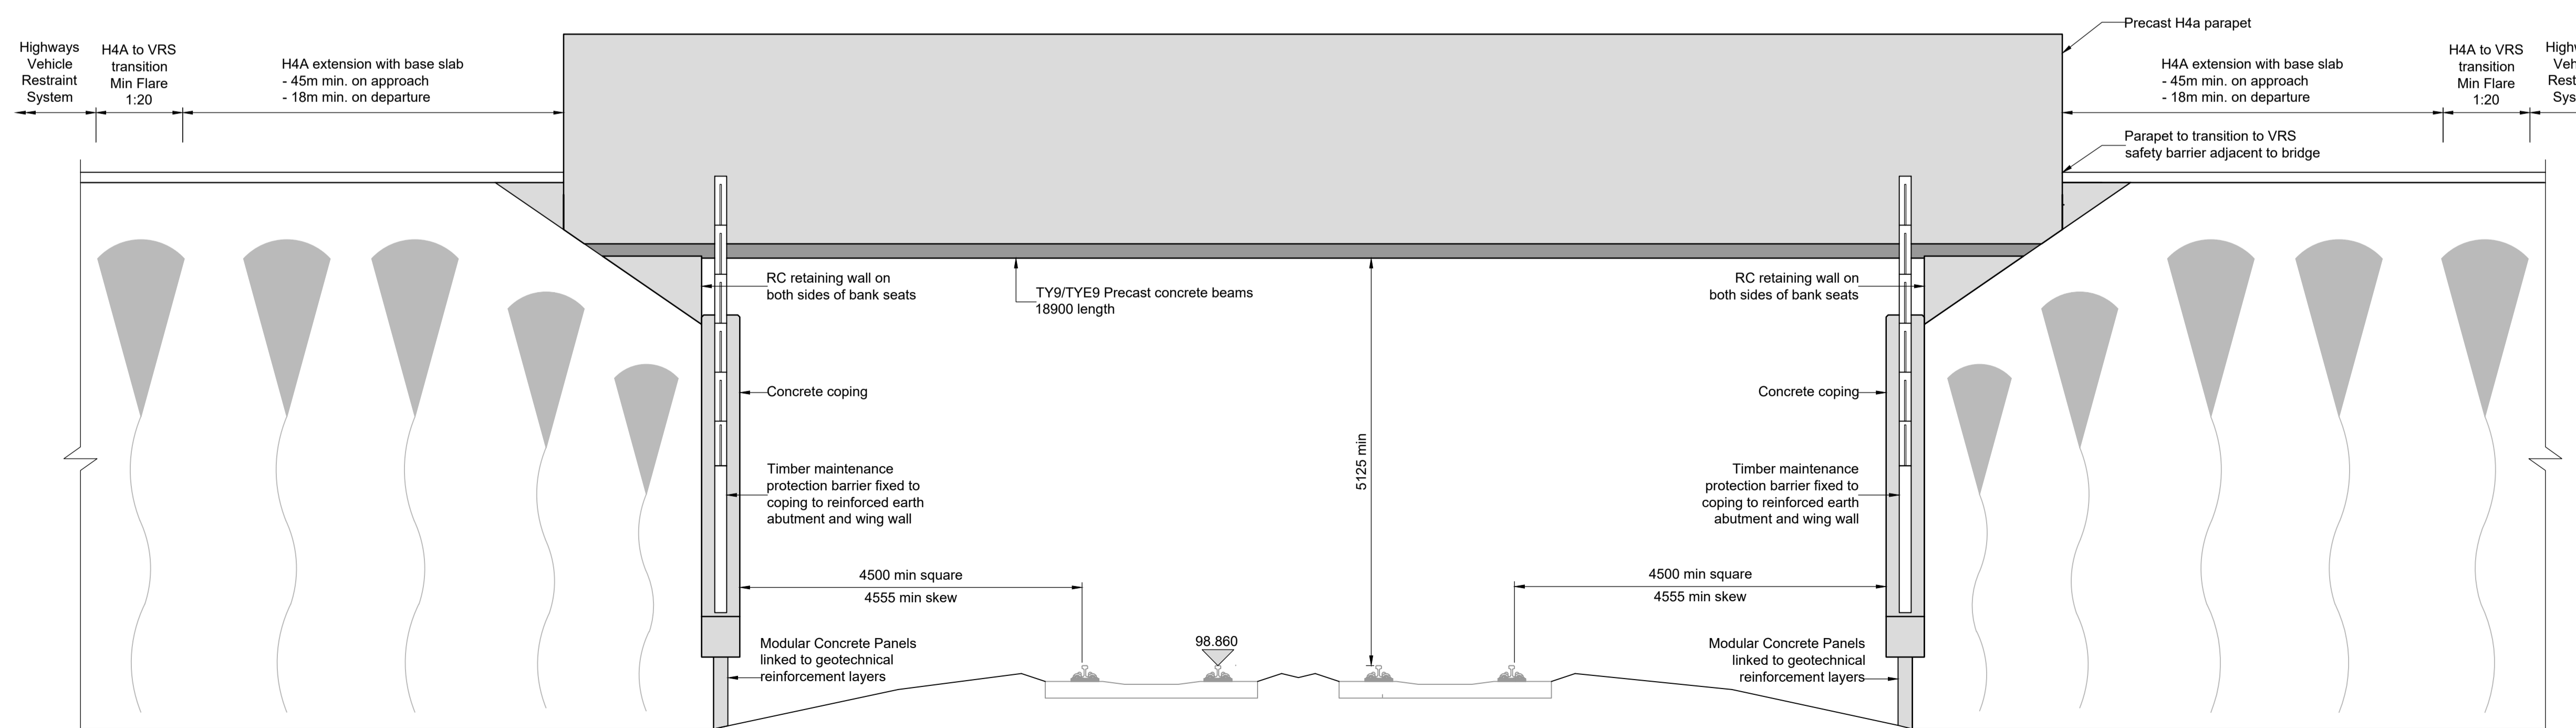 Highways
Vehicle
Restraint
System
H4A to VRS
transition
Min Flare
1:20
H4A extension with base slab
- 45m min. on approach
- 18m min. on departure
Precast H4a parapet
H4A extension with base slab
- 45m min. on approach
- 18m min. on departure
H4A to VRS
transition
Min Flare
1:20
Parapet to transition to VRS
safety barrier adjacent to bridge
RC retaining wall on
both sides of bank seats
TY9/TYE9 Precast concrete beams
18900 length
RC retaining wall on
both sides of bank seats
Concrete coping
Concrete coping
5125 min
Timber maintenance
protection barrier fixed to
coping to reinforced earth
abutment and wing wall
Timber maintenance
protection barrier fixed to
coping to reinforced earth
abutment and wing wall
4500 min square
4555 min skew
4500 min square
4555 min skew
Modular Concrete Panels
linked to geotechnical
reinforcement layers
98.860
Modular Concrete Panels
linked to geotechnical
reinforcement layers